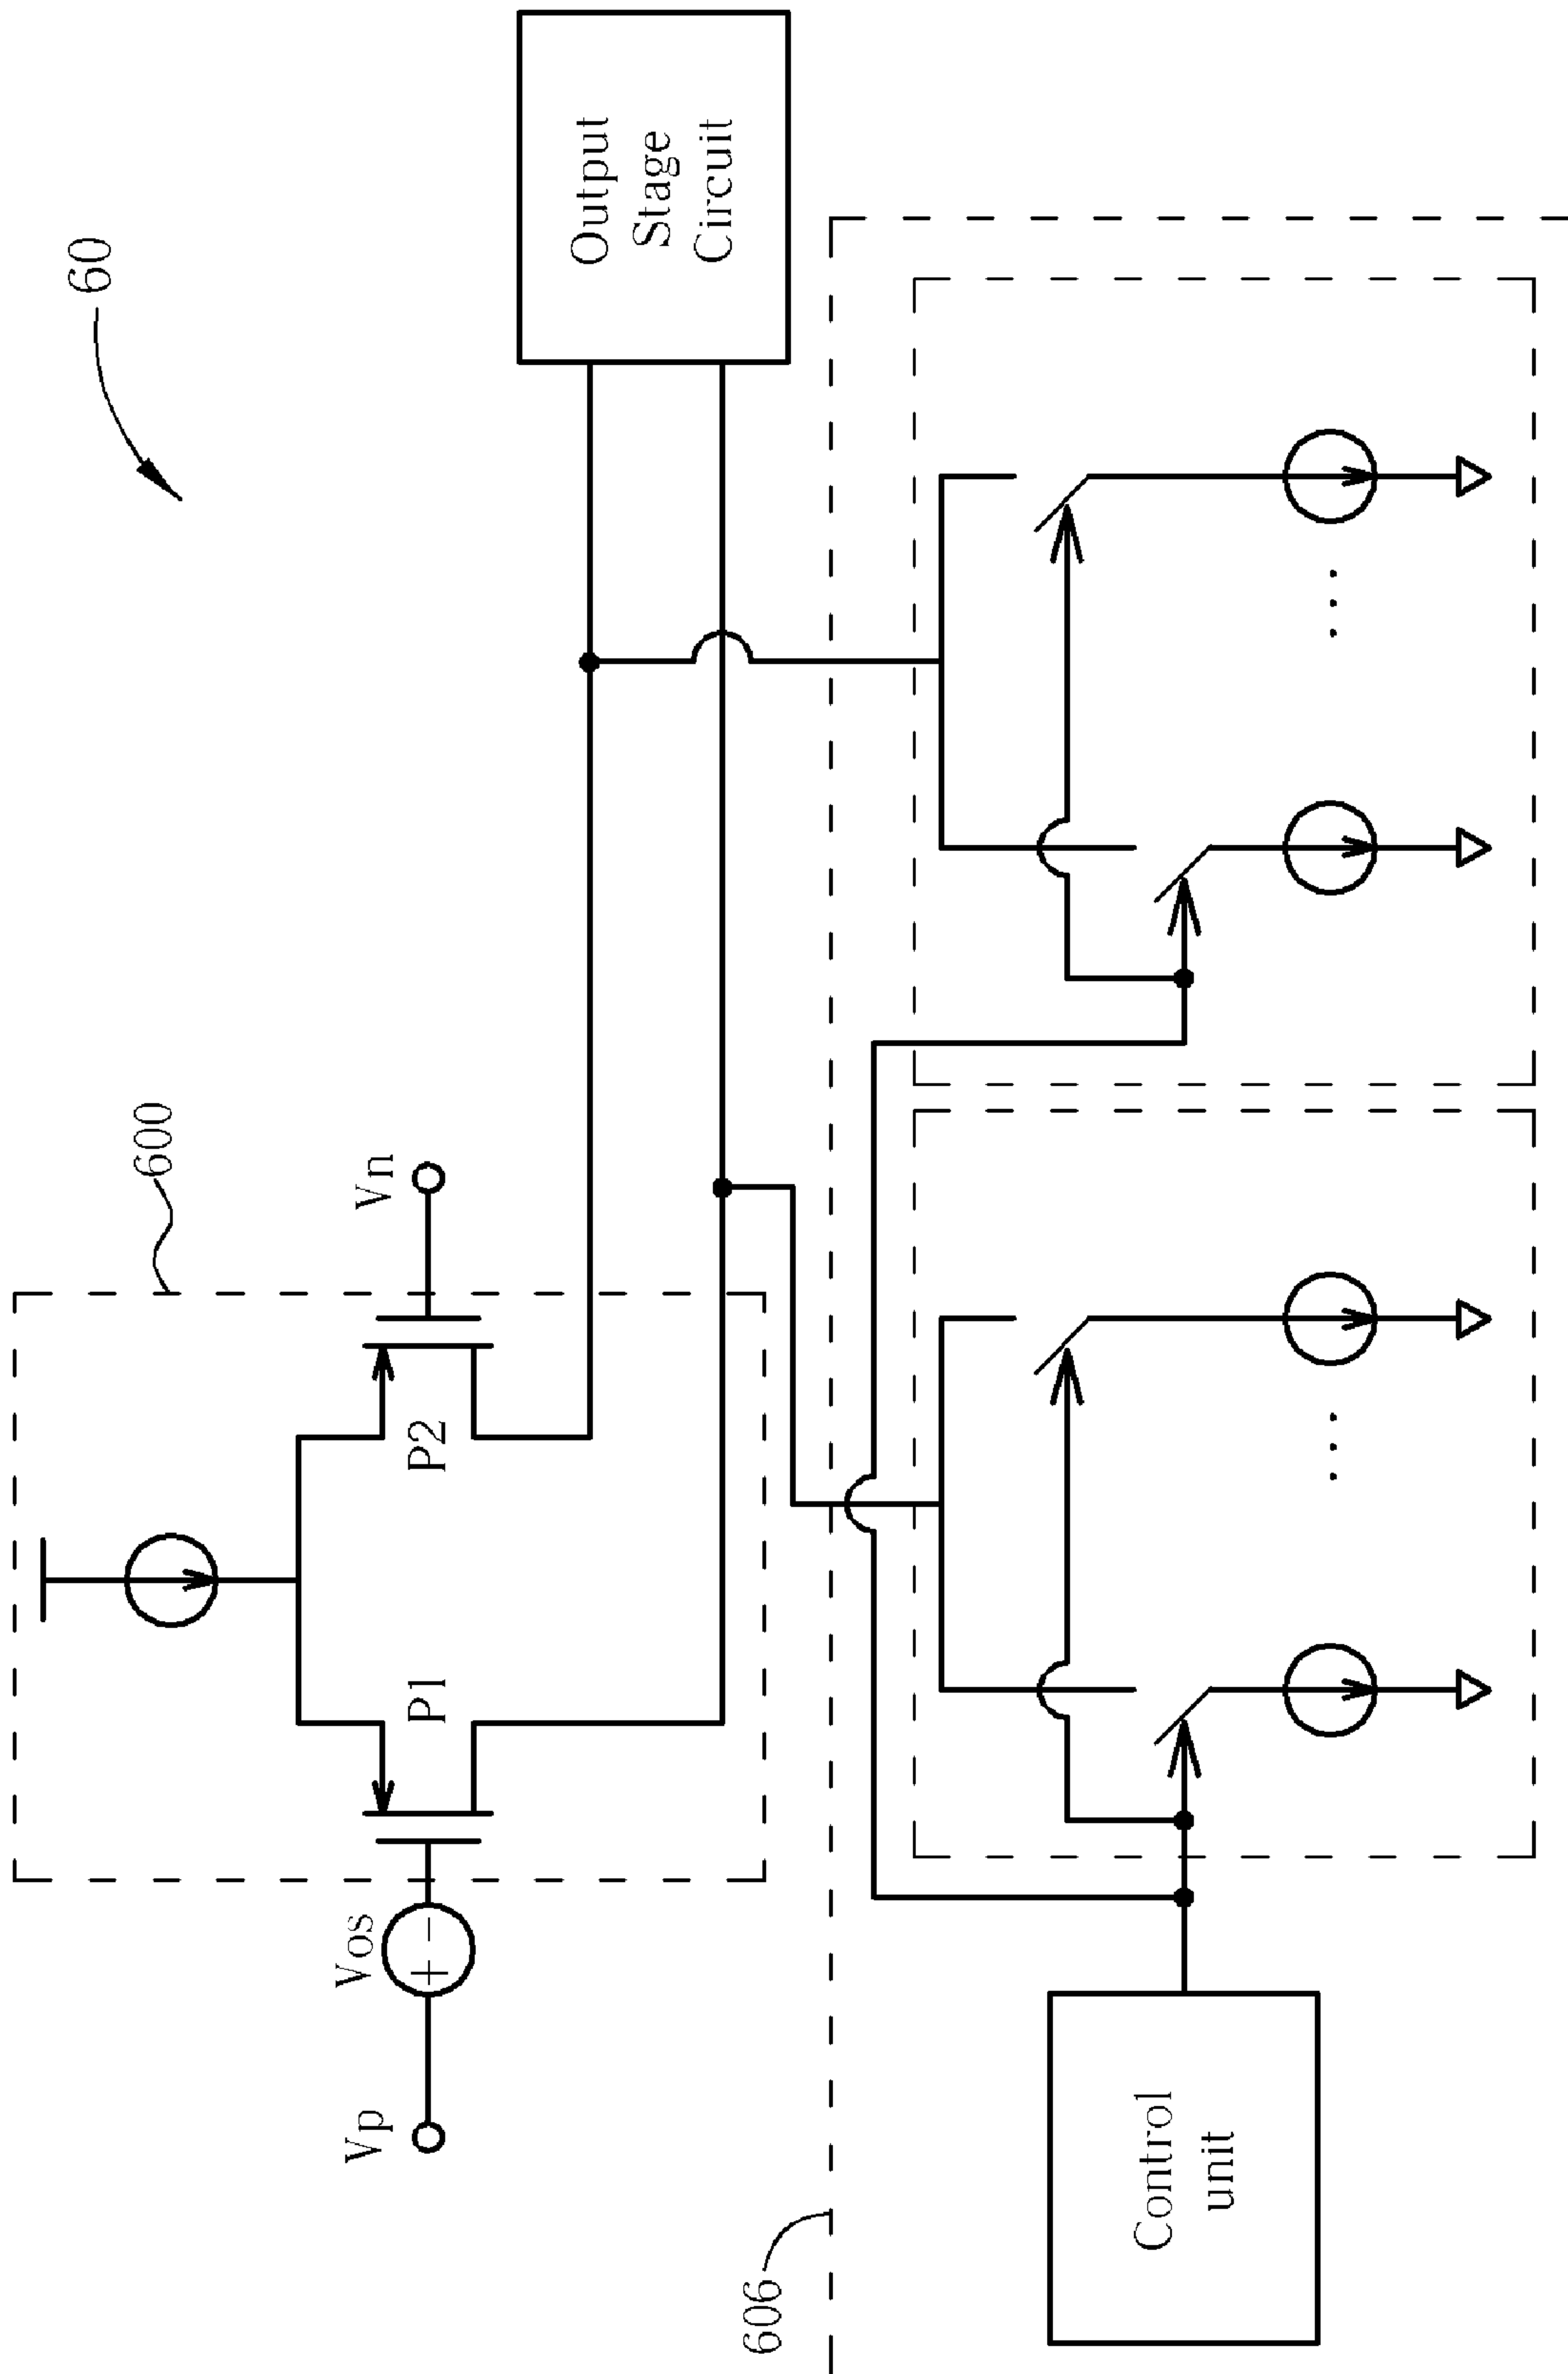 60
600
Vp
Vos
P1
P2
Vn
Output
Stage
Circuit
606
Control
unit